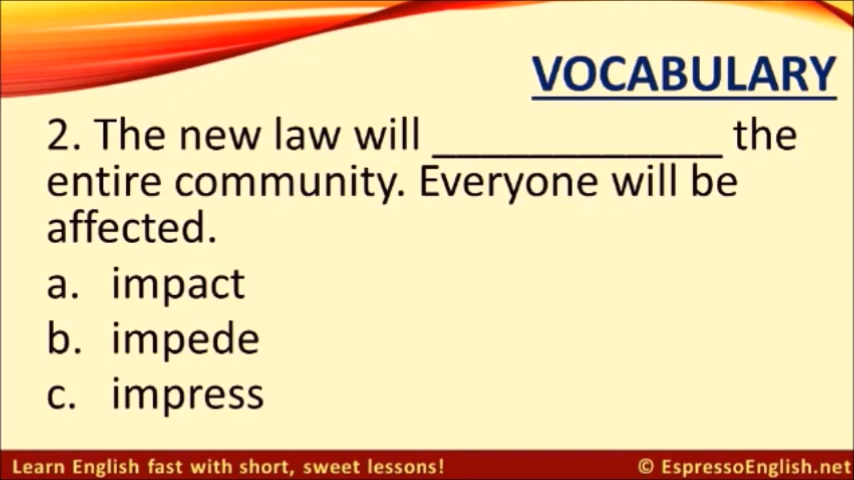 VOCABULARY
2. The new law will _____________ the
entire community. Everyone will be
affected.
a. impact
b. impede
c. impress
Learn English fast with short, sweet lessons! © EspressoEnglish.net